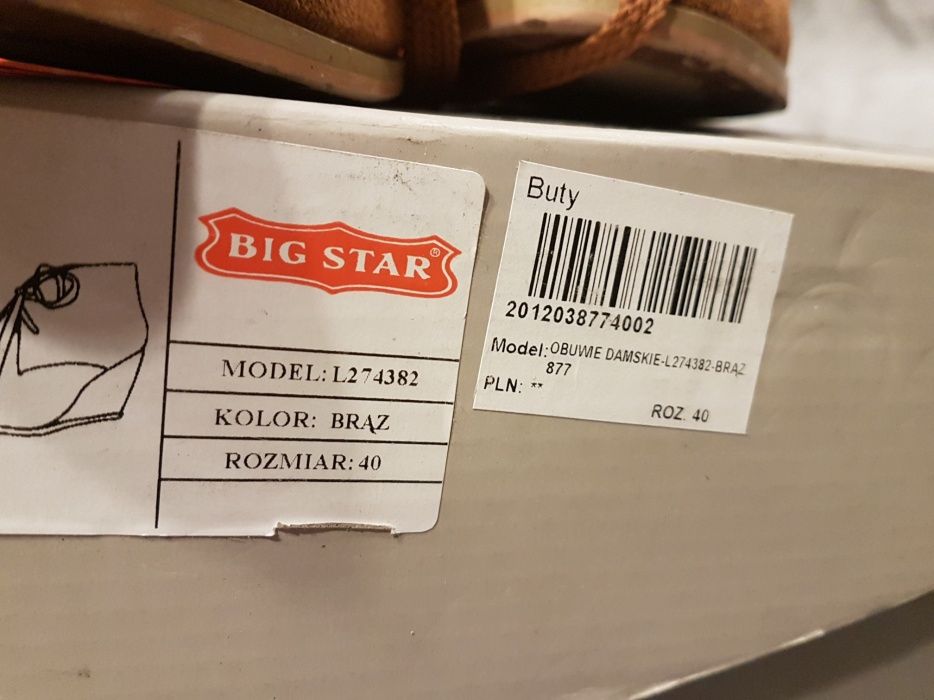 BIG STAR®
MODEL: L274382
KOLOR: BRĄZ
ROZMIAR: 40
Buty
2012038774002
Model: OBUWIE DAMSKIE-L274382-BRĄZ
877
PLN: **
ROZ. 40